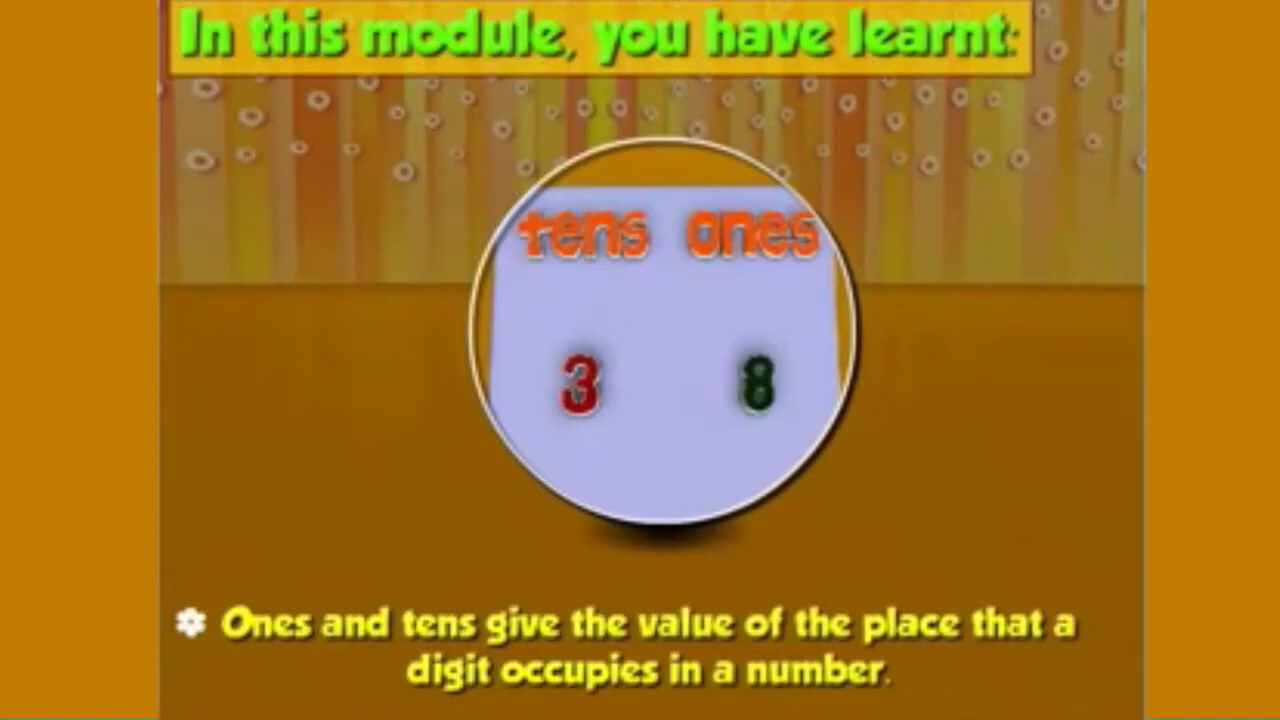 In this module, you have learnt:
tens ones
3 8
Ones and tens give the value of the place that a
digit occupies in a number.